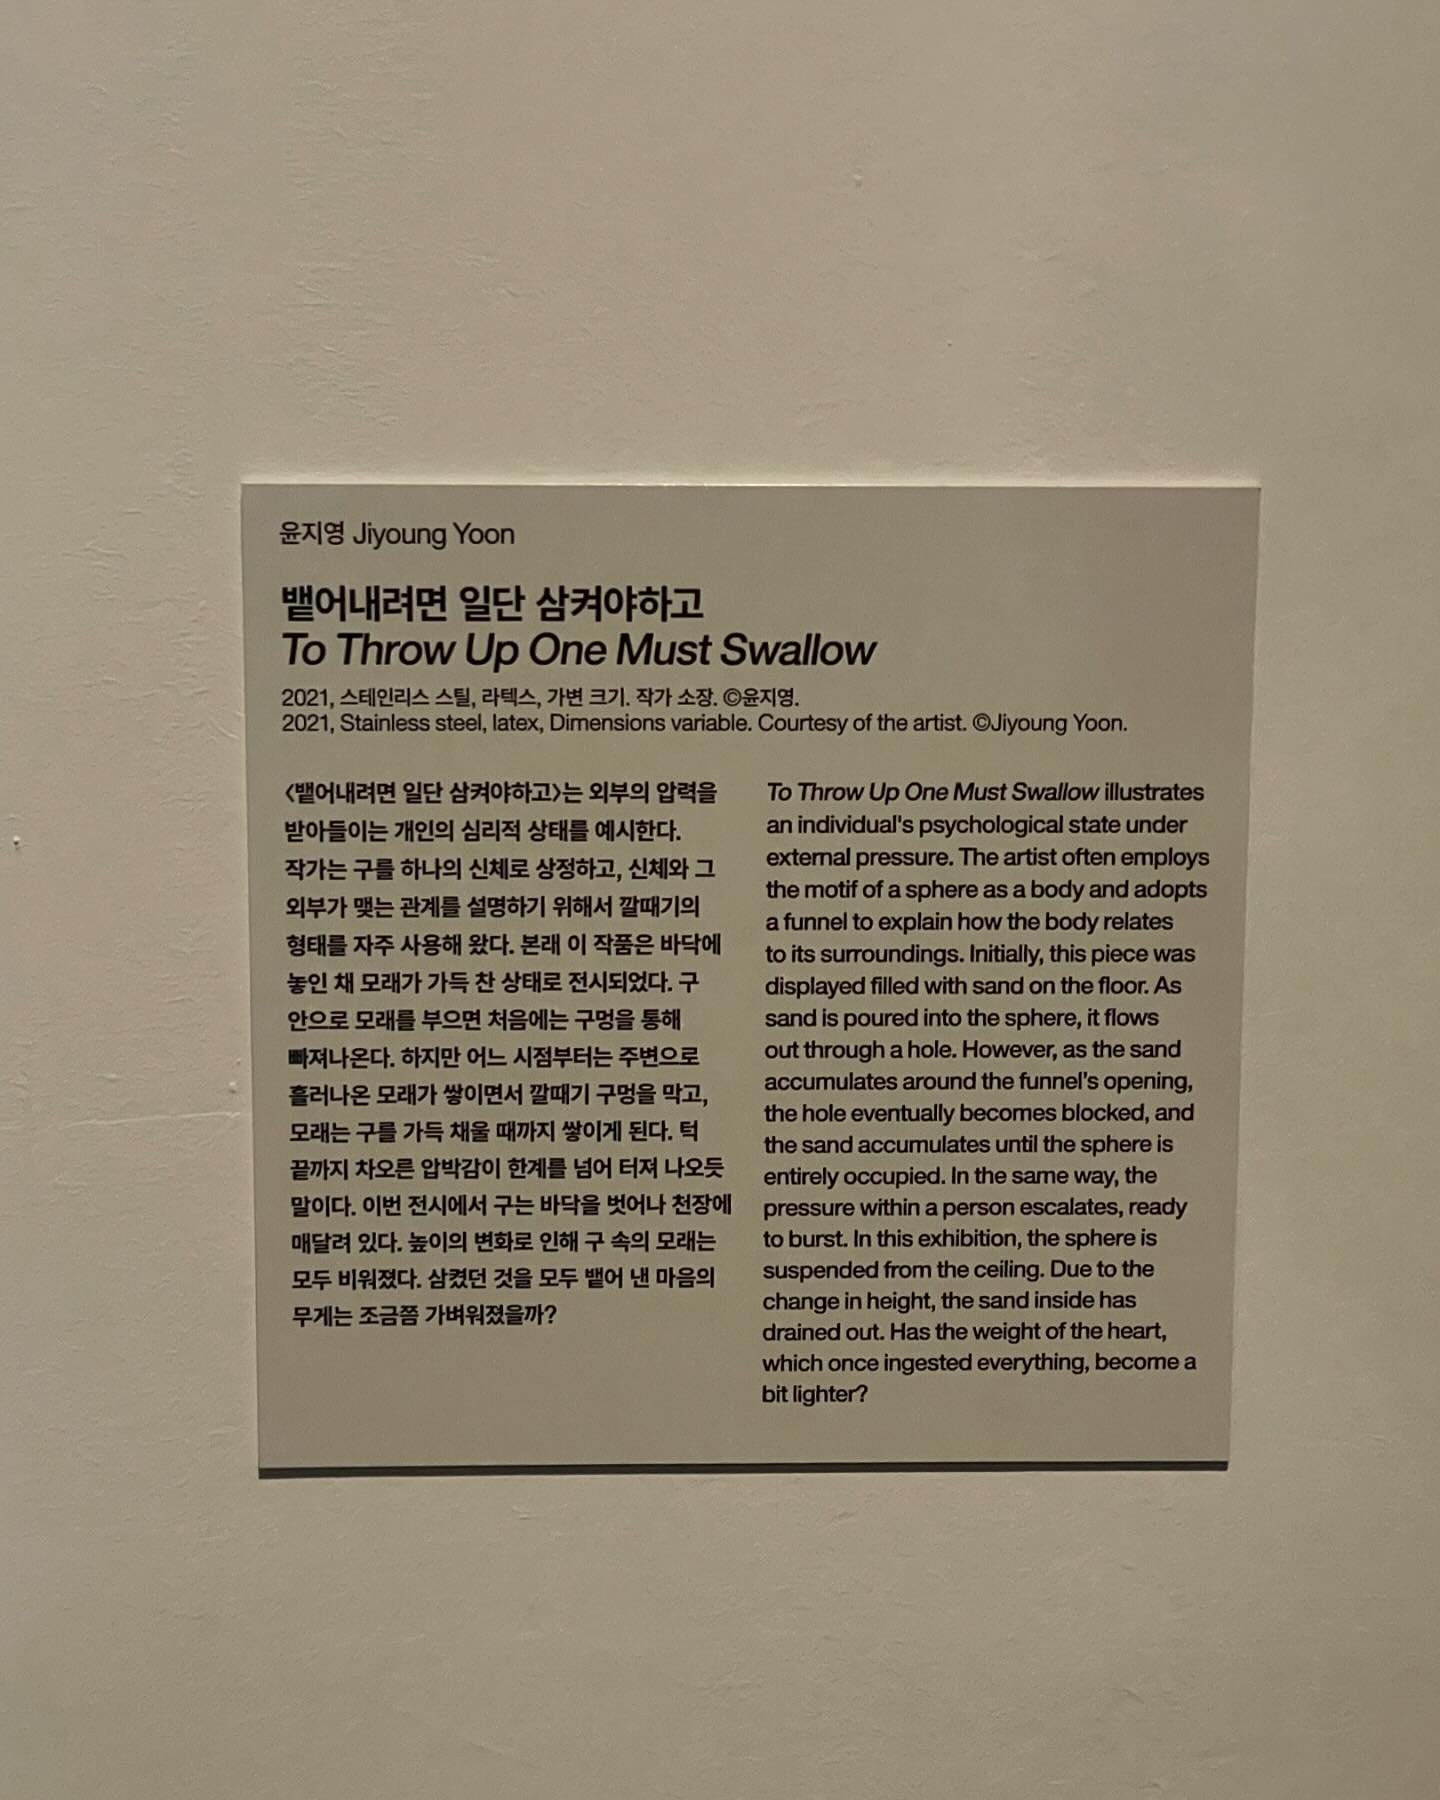 윤지영 Jiyoung Yoon
뱉어내려면 일단 삼켜야하고
To Throw Up One Must Swallow
2021, 스테인리스 스틸, 라텍스, 가변 크기. 작가 소장. ©윤지영.
2021, Stainless steel, latex, Dimensions variable. Courtesy of the artist. ©Jiyoung Yoon.
〈뱉어내려면 일단 삼켜야하고〉는 외부의 압력을
받아들이는 개인의 심리적 상태를 예시한다.
작가는 구를 하나의 신체로 상정하고, 신체와 그
외부가 맺는 관계를 설명하기 위해서 깔때기의
형태를 자주 사용해 왔다. 본래 이 작품은 바닥에
놓인 채 모래가 가득 찬 상태로 전시되었다. 구
안으로 모래를 부으면 처음에는 구멍을 통해
빠져나온다. 하지만 어느 시점부터는 주변으로
흘러나온 모래가 쌓이면서 깔때기 구멍을 막고,
모래는 구를 가득 채울 때까지 쌓이게 된다. 턱
끝까지 차오른 압박감이 한계를 넘어 터져 나오듯
말이다. 이번 전시에서 구는 바닥을 벗어나 천장에
매달려 있다. 높이의 변화로 인해 구 속의 모래는
모두 비워졌다. 삼켰던 것을 모두 뱉어 낸 마음의
무게는 조금쯤 가벼워졌을까?
To Throw Up One Must Swallow illustrates
an individual's psychological state under
external pressure. The artist often employs
the motif of a sphere as a body and adopts
a funnel to explain how the body relates
to its surroundings. Initially, this piece was
displayed filled with sand on the floor. As
sand is poured into the sphere, it flows
out through a hole. However, as the sand
accumulates around the funnel's opening,
the hole eventually becomes blocked, and
the sand accumulates until the sphere is
entirely occupied. In the same way, the
pressure within a person escalates, ready
to burst. In this exhibition, the sphere is
suspended from the ceiling. Due to the
change in height, the sand inside has
drained out. Has the weight of the heart,
which once ingested everything, become a
bit lighter?